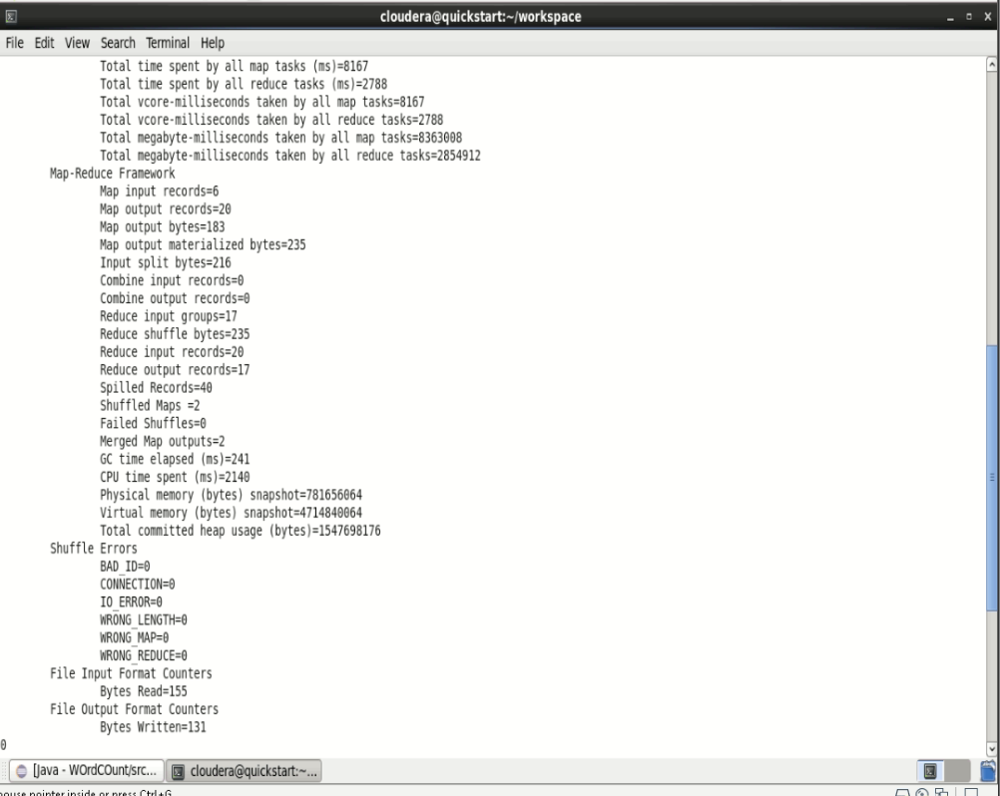 cloudera@quickstart:~/workspace
File Edit View Search Terminal Help
Total time spent by all map tasks (ms)=8167
Total time spent by all reduce tasks (ms)=2788
Total vcore-milliseconds taken by all map tasks=8167
Total vcore-milliseconds taken by all reduce tasks=2788
Total megabyte-milliseconds taken by all map tasks=8363008
Total megabyte-milliseconds taken by all reduce tasks=2854912
Map-Reduce Framework
Map input records=6
Map output records=20
Map output bytes=183
Map output materialized bytes=235
Input split bytes=216
Combine input records=0
Combine output records=0
Reduce input groups=17
Reduce shuffle bytes=235
Reduce input records=20
Reduce output records=17
Spilled Records=40
Shuffled Maps =2
Failed Shuffles=0
Merged Map outputs=2
GC time elapsed (ms)=241
CPU time spent (ms)=2140
Physical memory (bytes) snapshot=781656064
Virtual memory (bytes) snapshot=4714840064
Total committed heap usage (bytes)=1547698176
Shuffle Errors
BAD_ID=0
CONNECTION=0
IO_ERROR=0
WRONG_LENGTH=0
WRONG_MAP=0
WRONG_REDUCE=0
File Input Format Counters
Bytes Read=155
File Output Format Counters
Bytes Written=131
0
[Java - WOrdCOunt/src... cloudera@quickstart:~...
pointer inside or press Ctrl+G